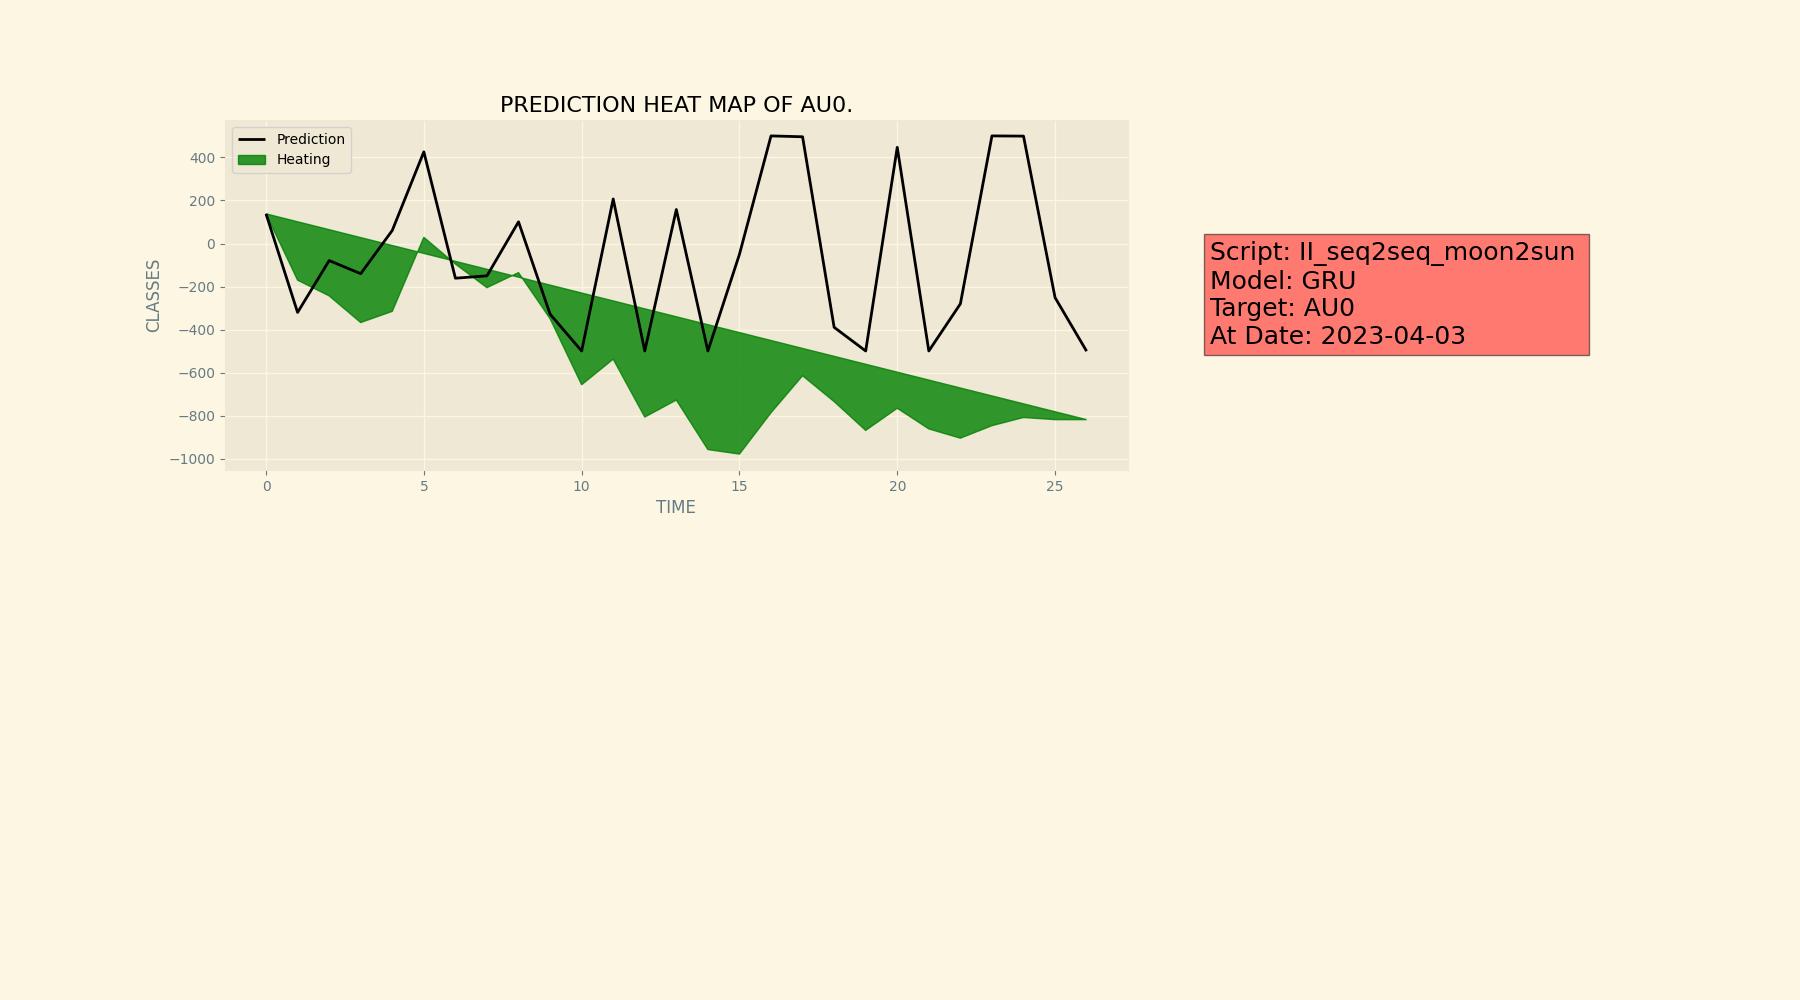 PREDICTION HEAT MAP OF AU0.
Prediction
Heating
400
200
0
−200
−400
−600
−800
−1000
CLASSES
0 5 10 15 20 25
TIME
Script: II_seq2seq_moon2sun
Model: GRU
Target: AU0
At Date: 2023-04-03